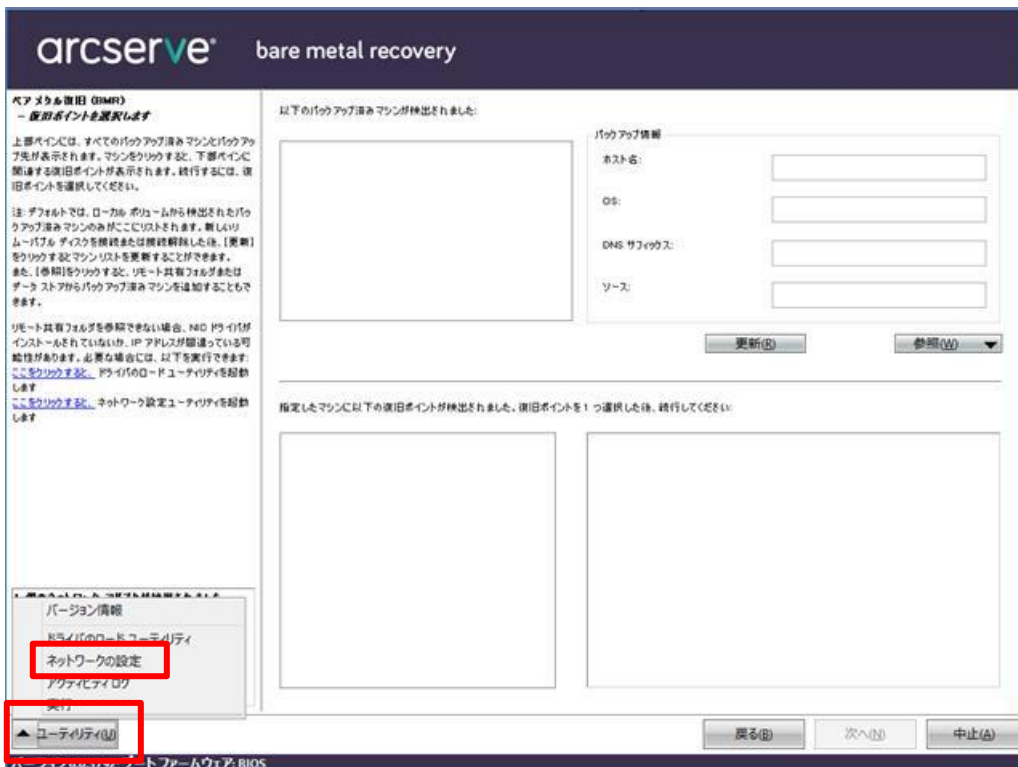 arcserve® bare metal recovery
ベア メタル復旧 (BMR)
– 復旧ポイントを選択します
上部ペインには、すべてのバックアップ済みマシンとバックアッ
プ先が表示されます。マシンをクリックすると、下部ペインに
関連する復旧ポイントが表示されます。続行するには、復
旧ポイントを選択してください。
注: デフォルトでは、ローカル ボリュームから検出されたバッ
クアップ済みマシンのみがここにリストされます。新しいリ
ムーバブル ディスクを接続または接続解除した後、[更新]
をクリックするとマシン リストを更新することができます。
また、[参照]をクリックすると、リモート共有フォルダまたは
データ ストアからバックアップ済みマシンを追加することもで
きます。
リモート共有フォルダを参照できない場合、NIC ドライバが
インストールされていないか、IP アドレスが間違っている可
能性があります。必要な場合には、以下を実行できます:
ここをクリックすると、ドライバのロード ユーティリティを起動
します
ここをクリックすると、ネットワーク設定ユーティリティを起動
します
以下のバックアップ済みマシンが検出されました:
バックアップ情報
ホスト名:
OS:
DNS サフィックス:
ソース:
更新(R)
参照(W)
指定したマシンに以下の復旧ポイントが検出されました。復旧ポイントを 1 つ選択した後、続行してください:
バージョン情報
ドライバのロード ユーティリティ
ネットワークの設定
アクティビティ ログ
実行
ユーティリティ(U)
戻る(B)
次へ(N)
中止(A)
ブートファームウェア: BIOS